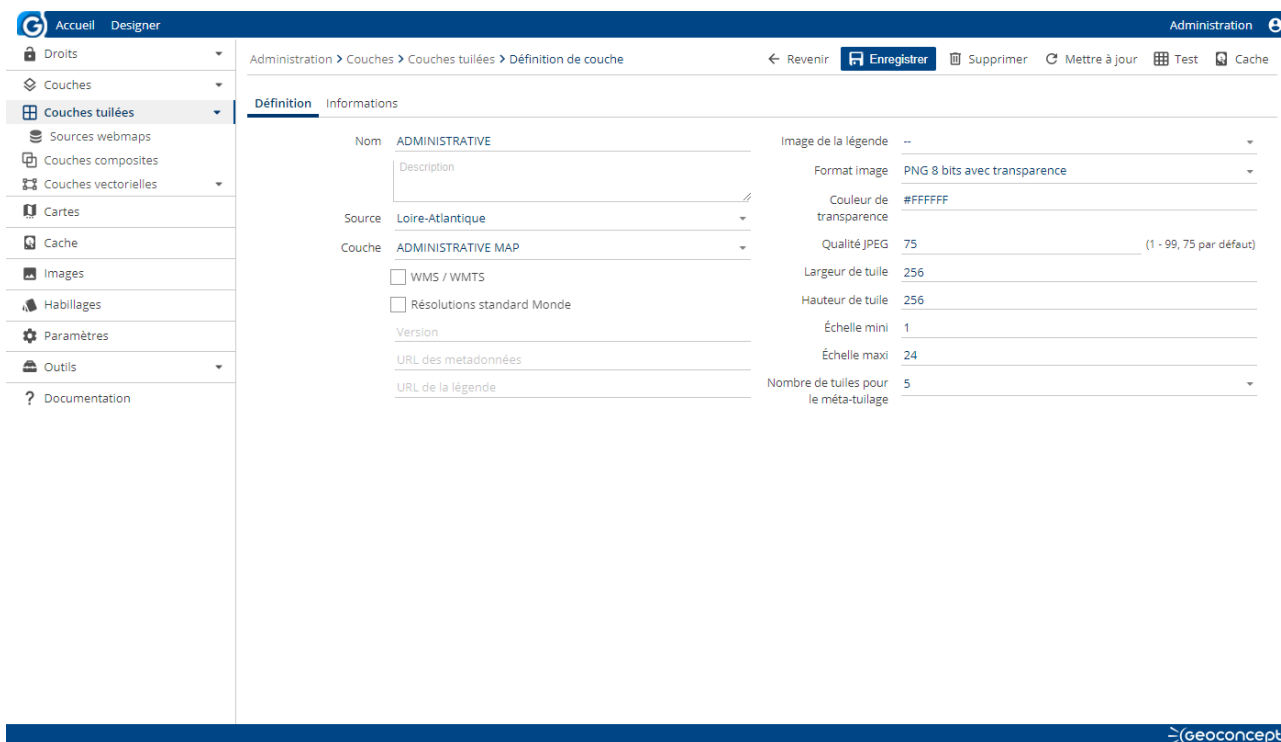 Accueil Designer Administration
Droits
Couches
Couches tuilées
Sources webmaps
Couches composites
Couches vectorielles
Cartes
Cache
Images
Habillages
Paramètres
Outils
? Documentation
Administration > Couches > Couches tuilées > Définition de couche
← Revenir Enregistrer Supprimer Mettre à jour Test Cache
Définition Informations
Nom ADMINISTRATIVE
Description
Source Loire-Atlantique
Couche ADMINISTRATIVE MAP
WMS / WMTS
Résolutions standard Monde
Version
URL des metadonnées
URL de la légende
Image de la légende --
Format image PNG 8 bits avec transparence
Couleur de transparence #FFFFFF
Qualité JPEG 75 (1 - 99, 75 par défaut)
Largeur de tuile 256
Hauteur de tuile 256
Échelle mini 1
Échelle maxi 24
Nombre de tuiles pour le méta-tuilage 5
Geoconcept